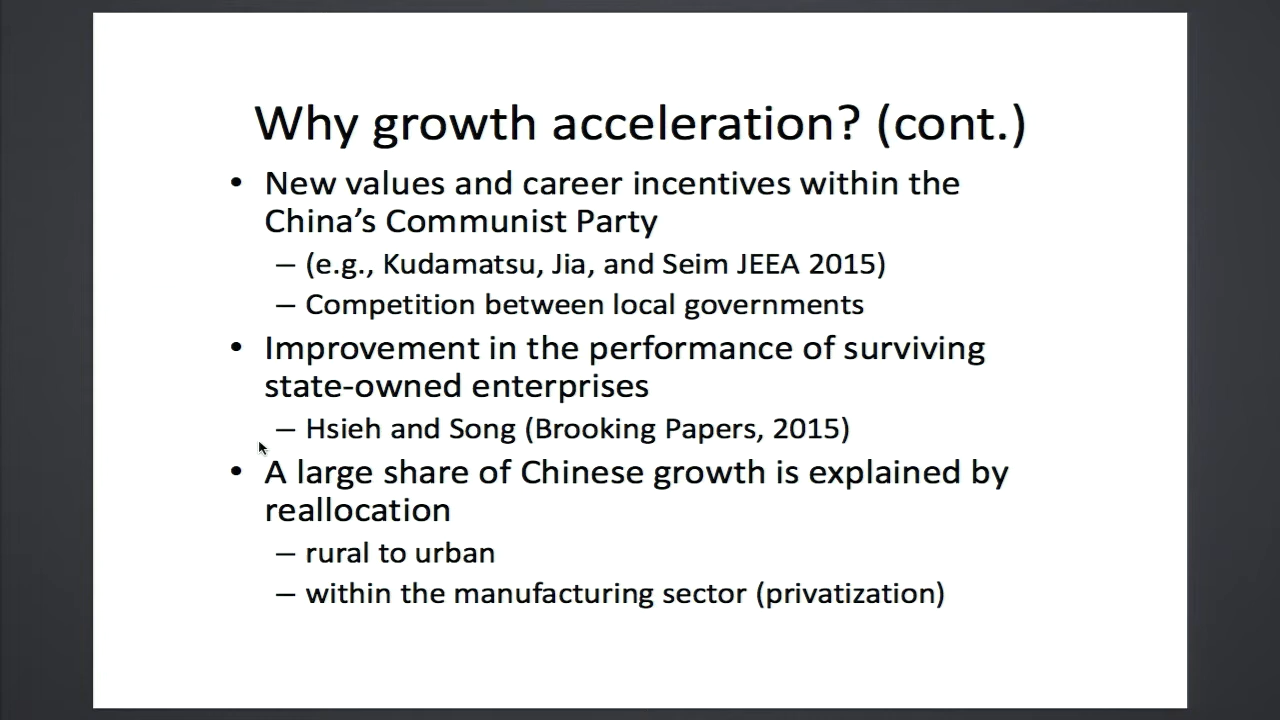 Why growth acceleration? (cont.)
• New values and career incentives within the
China’s Communist Party
– (e.g., Kudamatsu, Jia, and Seim JEEA 2015)
– Competition between local governments
• Improvement in the performance of surviving
state-owned enterprises
– Hsieh and Song (Brooking Papers, 2015)
• A large share of Chinese growth is explained by
reallocation
– rural to urban
– within the manufacturing sector (privatization)